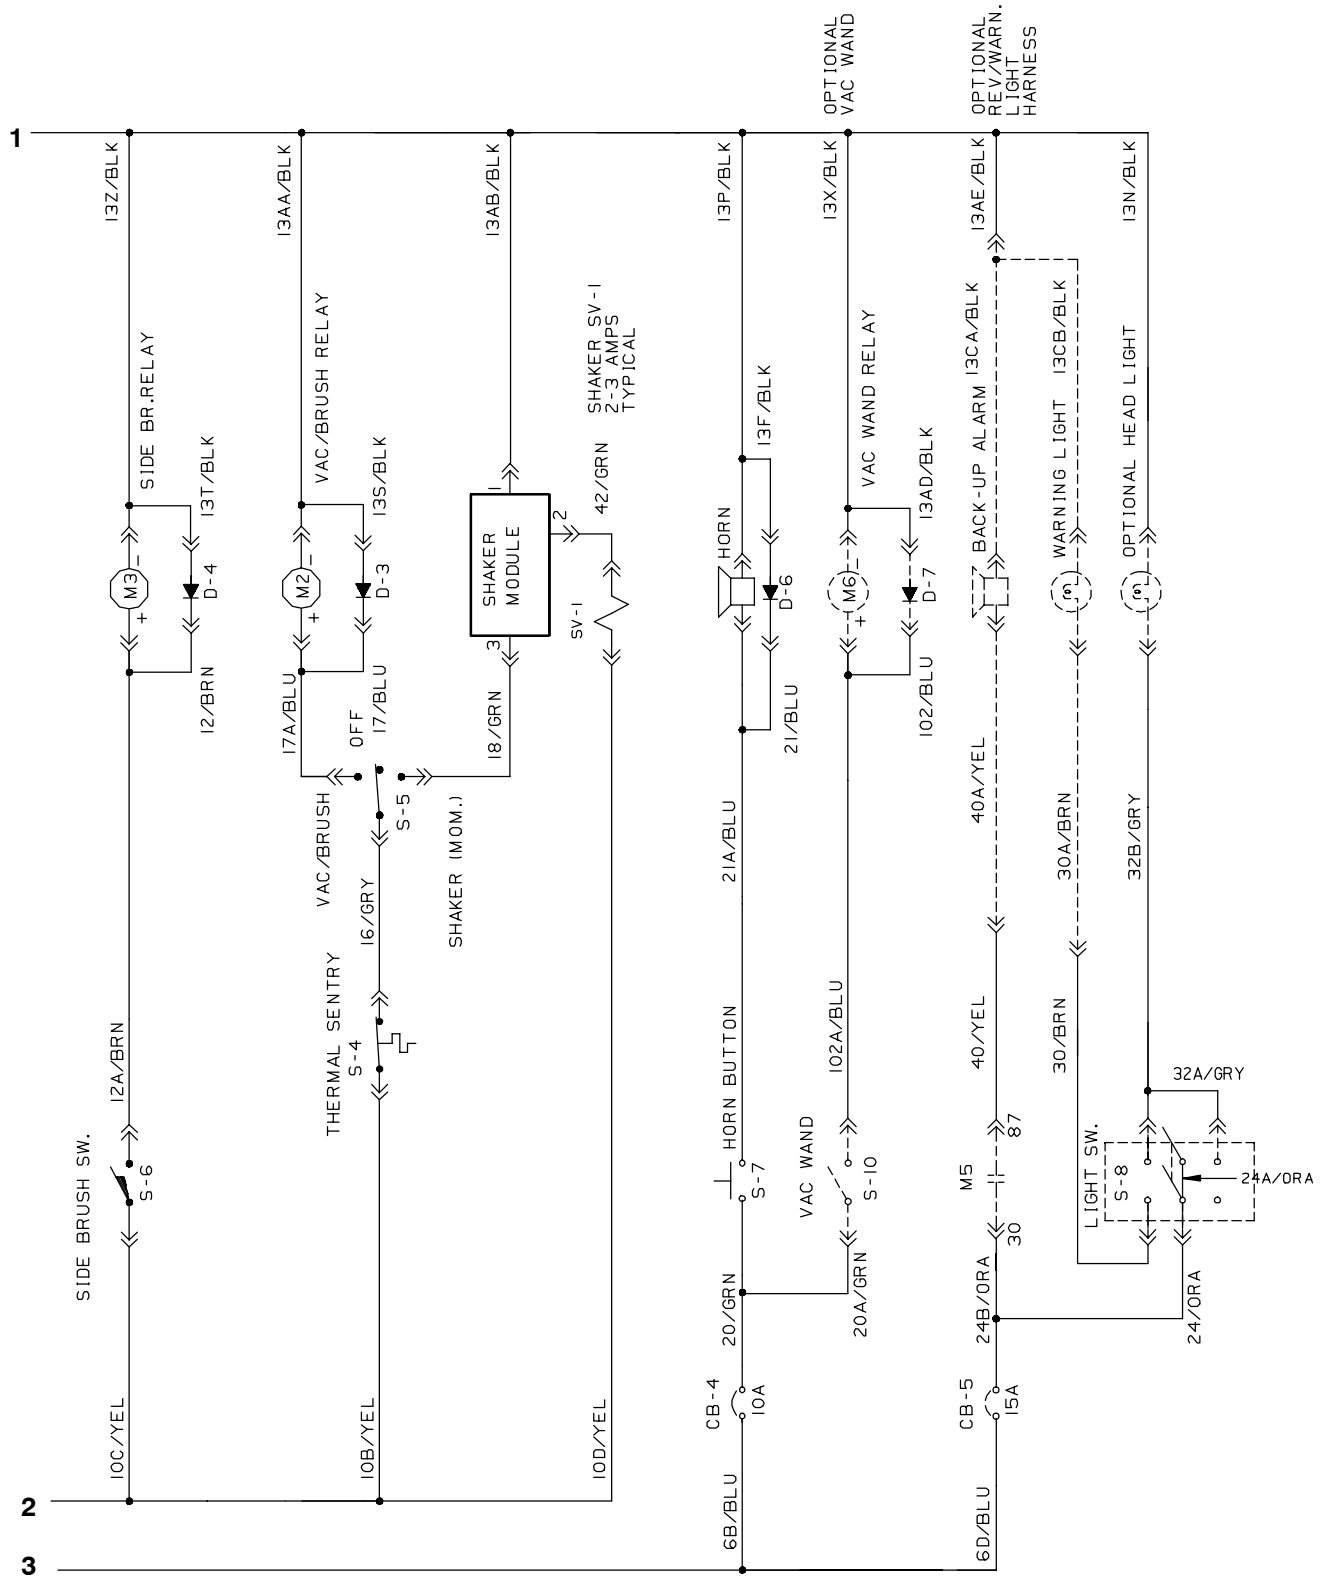 1
2
3
OPTIONAL
VAC WAND
OPTIONAL
REV/WARN.
LIGHT
HARNESS
13Z/BLK
13AA/BLK
13AB/BLK
13P/BLK
13X/BLK
13AE/BLK
13N/BLK
SIDE BR.RELAY
VAC/BRUSH RELAY
SHAKER SV-1
2-3 AMPS
TYPICAL
13F/BLK
VAC WAND RELAY
13CA/BLK
13CB/BLK
BACK-UP ALARM
WARNING LIGHT
OPTIONAL HEAD LIGHT
13T/BLK
13S/BLK
42/GRN
13AD/BLK
HORN
M3
-
+
D-4
M2
-
+
D-3
SHAKER
MODULE
1
2
3
SV-1
D-6
M6
-
+
D-7
12/BRN
17A/BLU
OFF
17/BLU
18/GRN
21/BLU
102/BLU
40A/YEL
30A/BRN
32B/GRY
VAC/BRUSH
S-5
SHAKER (MOM.)
21A/BLU
16/GRY
THERMAL SENTRY
S-4
12A/BRN
HORN BUTTON
102A/BLU
40/YEL
30/BRN
32A/GRY
SIDE BRUSH SW.
S-6
S-7
VAC WAND
S-10
87
M5
30
LIGHT SW.
S-8
24A/ORA
20/GRN
20A/GRN
24B/ORA
24/ORA
CB-4
10A
CB-5
15A
10C/YEL
10B/YEL
10D/YEL
6B/BLU
6D/BLU